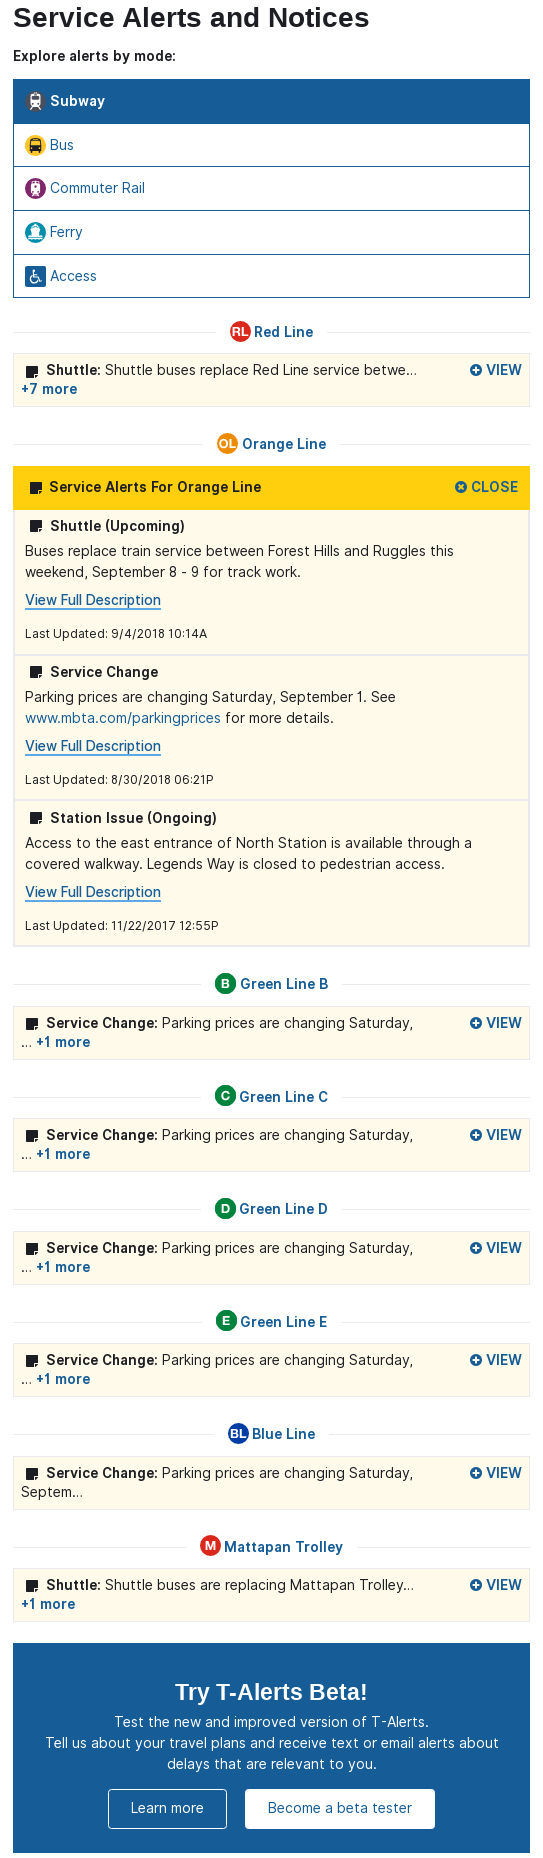 Service Alerts and Notices
Explore alerts by mode:
Subway
Bus
Commuter Rail
Ferry
Access
RL Red Line
Shuttle: Shuttle buses replace Red Line service betwe... VIEW
+7 more
OL Orange Line
Service Alerts For Orange Line CLOSE
Shuttle (Upcoming)
Buses replace train service between Forest Hills and Ruggles this
weekend, September 8 - 9 for track work.
View Full Description
Last Updated: 9/4/2018 10:14A
Service Change
Parking prices are changing Saturday, September 1. See
www.mbta.com/parkingprices for more details.
View Full Description
Last Updated: 8/30/2018 06:21P
Station Issue (Ongoing)
Access to the east entrance of North Station is available through a
covered walkway. Legends Way is closed to pedestrian access.
View Full Description
Last Updated: 11/22/2017 12:55P
B Green Line B
Service Change: Parking prices are changing Saturday, VIEW
... +1 more
C Green Line C
Service Change: Parking prices are changing Saturday, VIEW
... +1 more
D Green Line D
Service Change: Parking prices are changing Saturday, VIEW
... +1 more
E Green Line E
Service Change: Parking prices are changing Saturday, VIEW
... +1 more
BL Blue Line
Service Change: Parking prices are changing Saturday, VIEW
Septem...
M Mattapan Trolley
Shuttle: Shuttle buses are replacing Mattapan Trolley... VIEW
+1 more
Try T-Alerts Beta!
Test the new and improved version of T-Alerts.
Tell us about your travel plans and receive text or email alerts about
delays that are relevant to you.
Learn more Become a beta tester